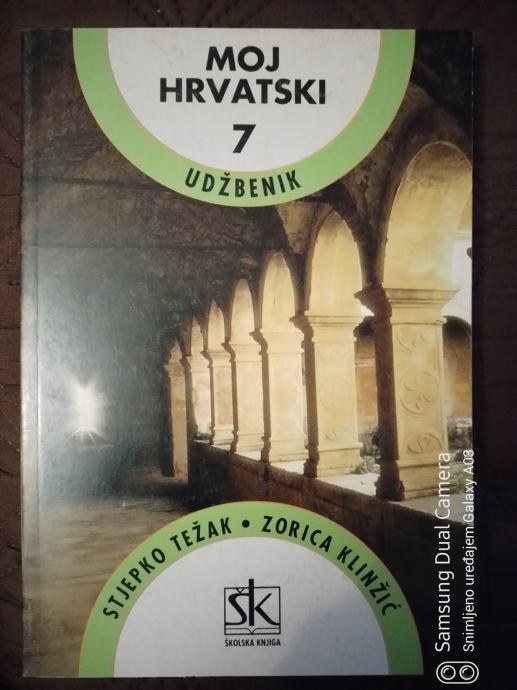 MOJ
HRVATSKI
7
UDŽBENIK
STJEPKO TEŽAK • ZORICA KLINŽIĆ
ŠK
ŠKOLSKA KNJIGA
Samsung Dual Camera
Snimljeno uređajem Galaxy A03